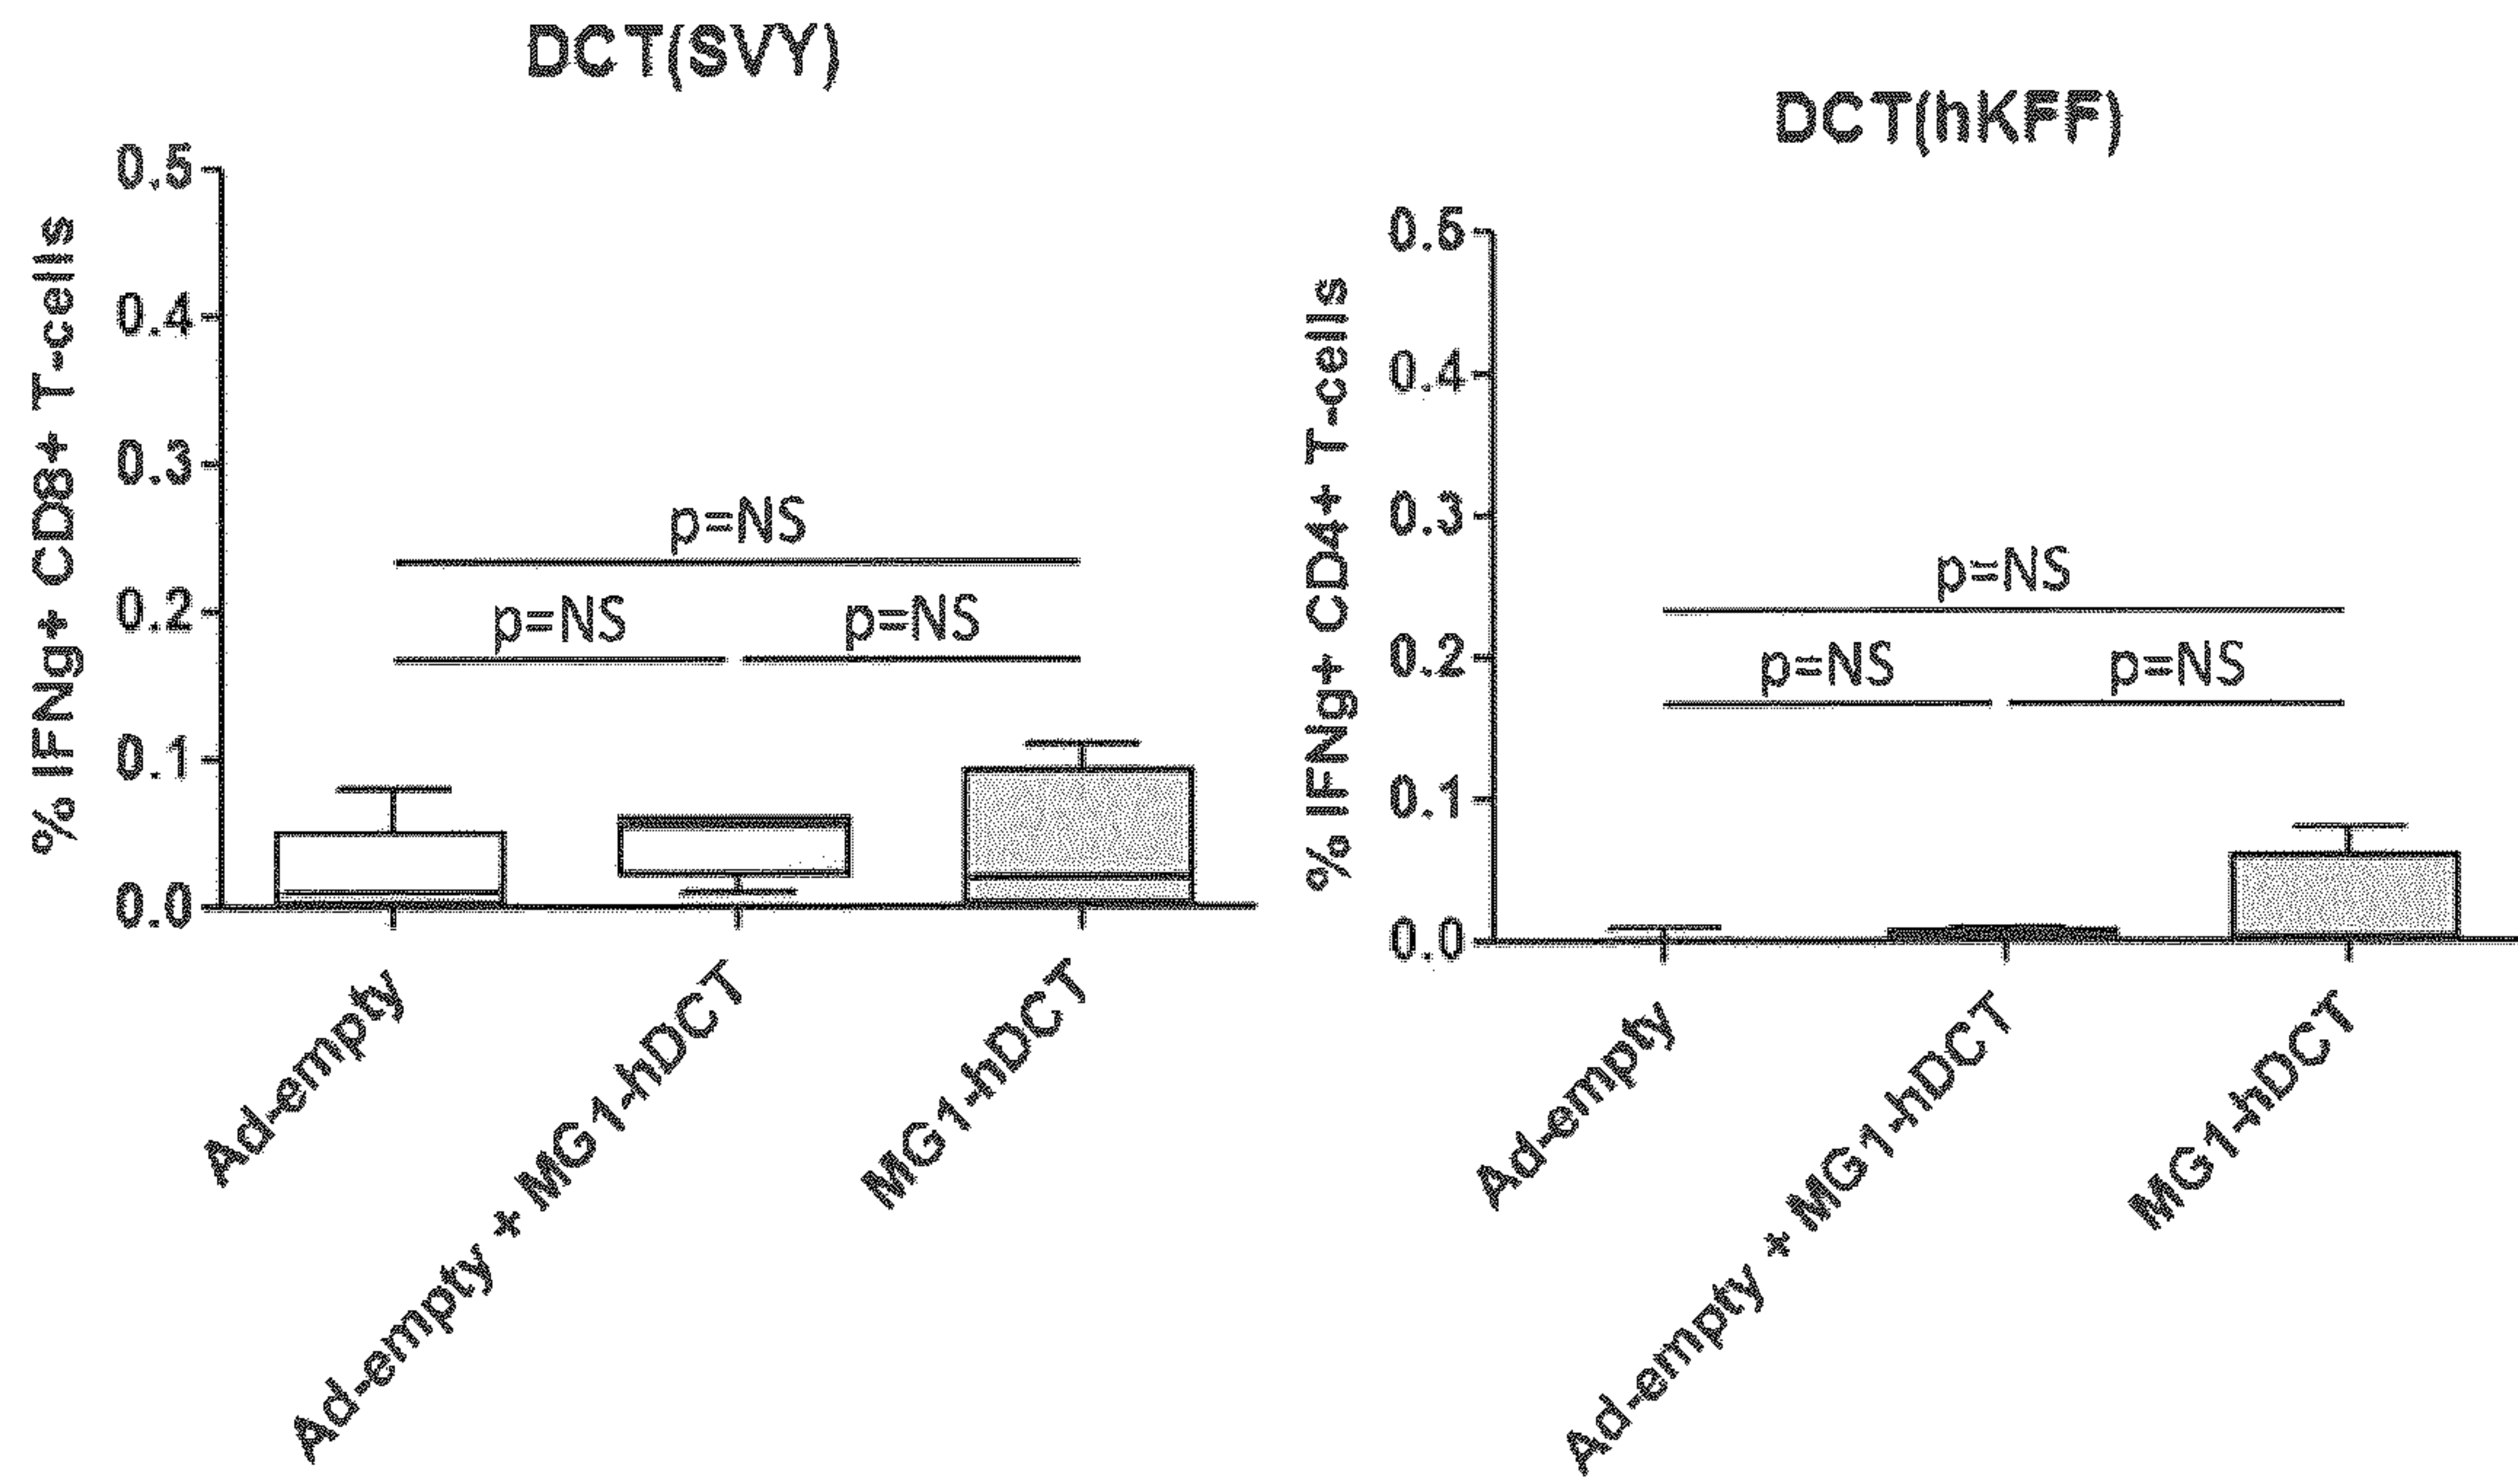 DCT(SVY)
% IFNg+ CD8+ T-cells
0.5
0.4
0.3
0.2
0.1
0.0
p=NS
p=NS
p=NS
Ad-empty
Ad-empty + MG1-hDCT
MG1-hDCT
DCT(hKFF)
% IFNg+ CD4+ T-cells
0.5
0.4
0.3
0.2
0.1
0.0
p=NS
p=NS
p=NS
Ad-empty
Ad-empty + MG1-hDCT
MG1-hDCT